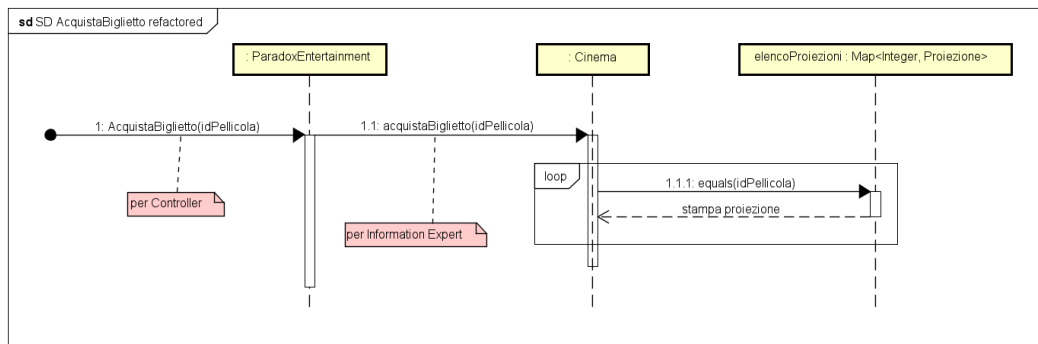 sd SD AcquistaBiglietto refactored
: ParadoxEntertainment
: Cinema
elencoProiezioni : Map<Integer, Proiezione>
1: AcquistaBiglietto(idPellicola)
1.1: acquistaBiglietto(idPellicola)
loop
1.1.1: equals(idPellicola)
per Controller
stampa proiezione
per Information Expert